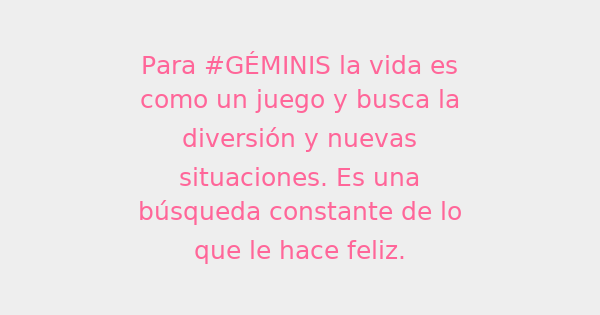 Para #GÉMINIS la vida es
como un juego y busca la
diversión y nuevas
situaciones. Es una
búsqueda constante de lo
que le hace feliz.